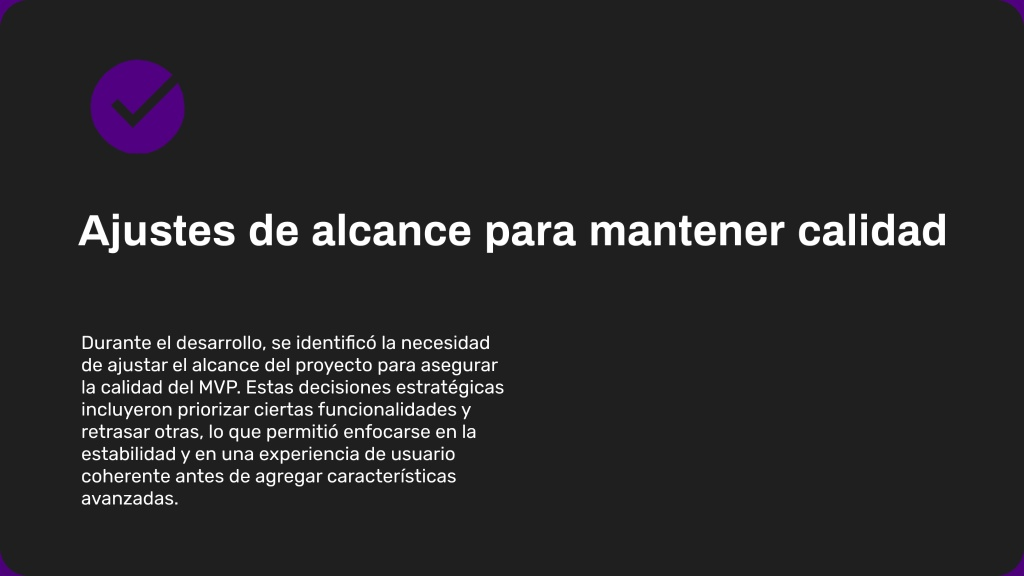 Ajustes de alcance para mantener calidad
Durante el desarrollo, se identificó la necesidad
de ajustar el alcance del proyecto para asegurar
la calidad del MVP. Estas decisiones estratégicas
incluyeron priorizar ciertas funcionalidades y
retrasar otras, lo que permitió enfocarse en la
estabilidad y en una experiencia de usuario
coherente antes de agregar características
avanzadas.